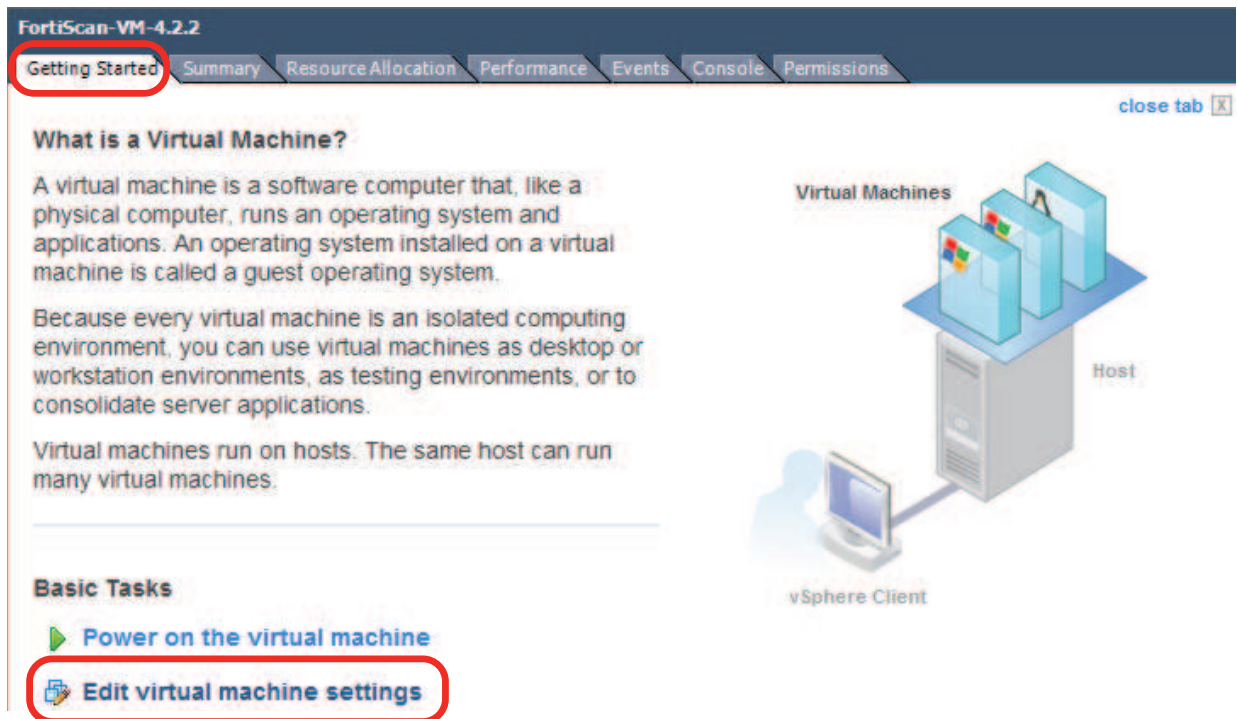 FortiScan-VM-4.2.2
Getting Started Summary Resource Allocation Performance Events Console Permissions
close tab X
What is a Virtual Machine?
A virtual machine is a software computer that, like a
physical computer, runs an operating system and
applications. An operating system installed on a virtual
machine is called a guest operating system.
Because every virtual machine is an isolated computing
environment, you can use virtual machines as desktop or
workstation environments, as testing environments, or to
consolidate server applications.
Virtual machines run on hosts. The same host can run
many virtual machines.
Virtual Machines
Host
vSphere Client
Basic Tasks
Power on the virtual machine
Edit virtual machine settings